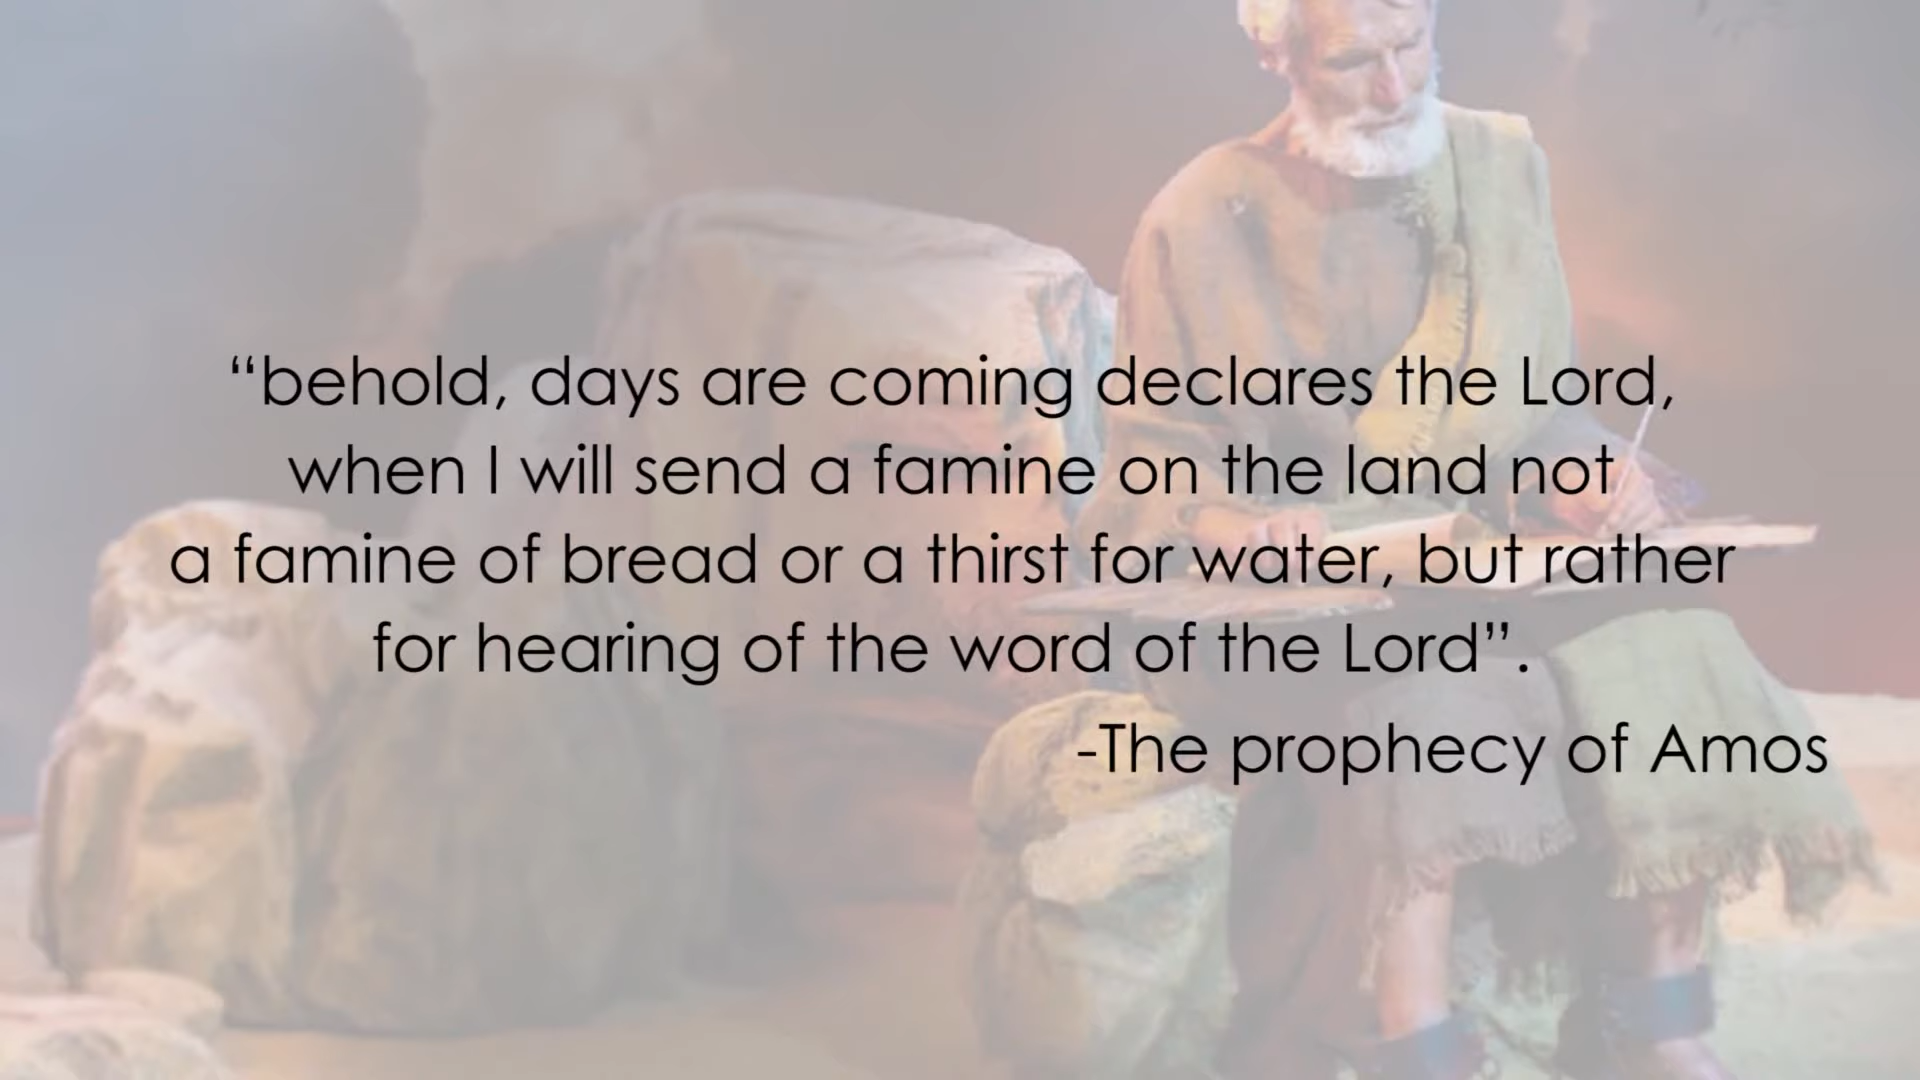 “behold, days are coming declares the Lord,
when I will send a famine on the land not
a famine of bread or a thirst for water, but rather
for hearing of the word of the Lord”.
-The prophecy of Amos